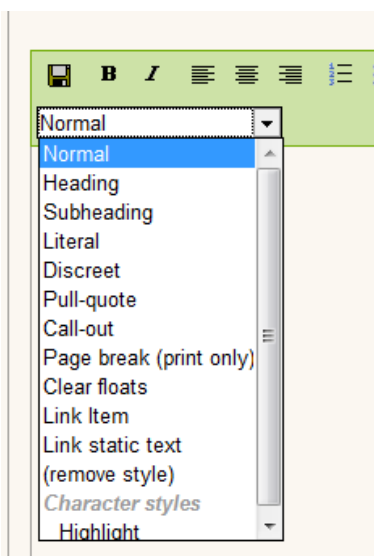 B I
Normal
Normal
Heading
Subheading
Literal
Discreet
Pull-quote
Call-out
Page break (print only)
Clear floats
Link Item
Link static text
(remove style)
Character styles
Highlight